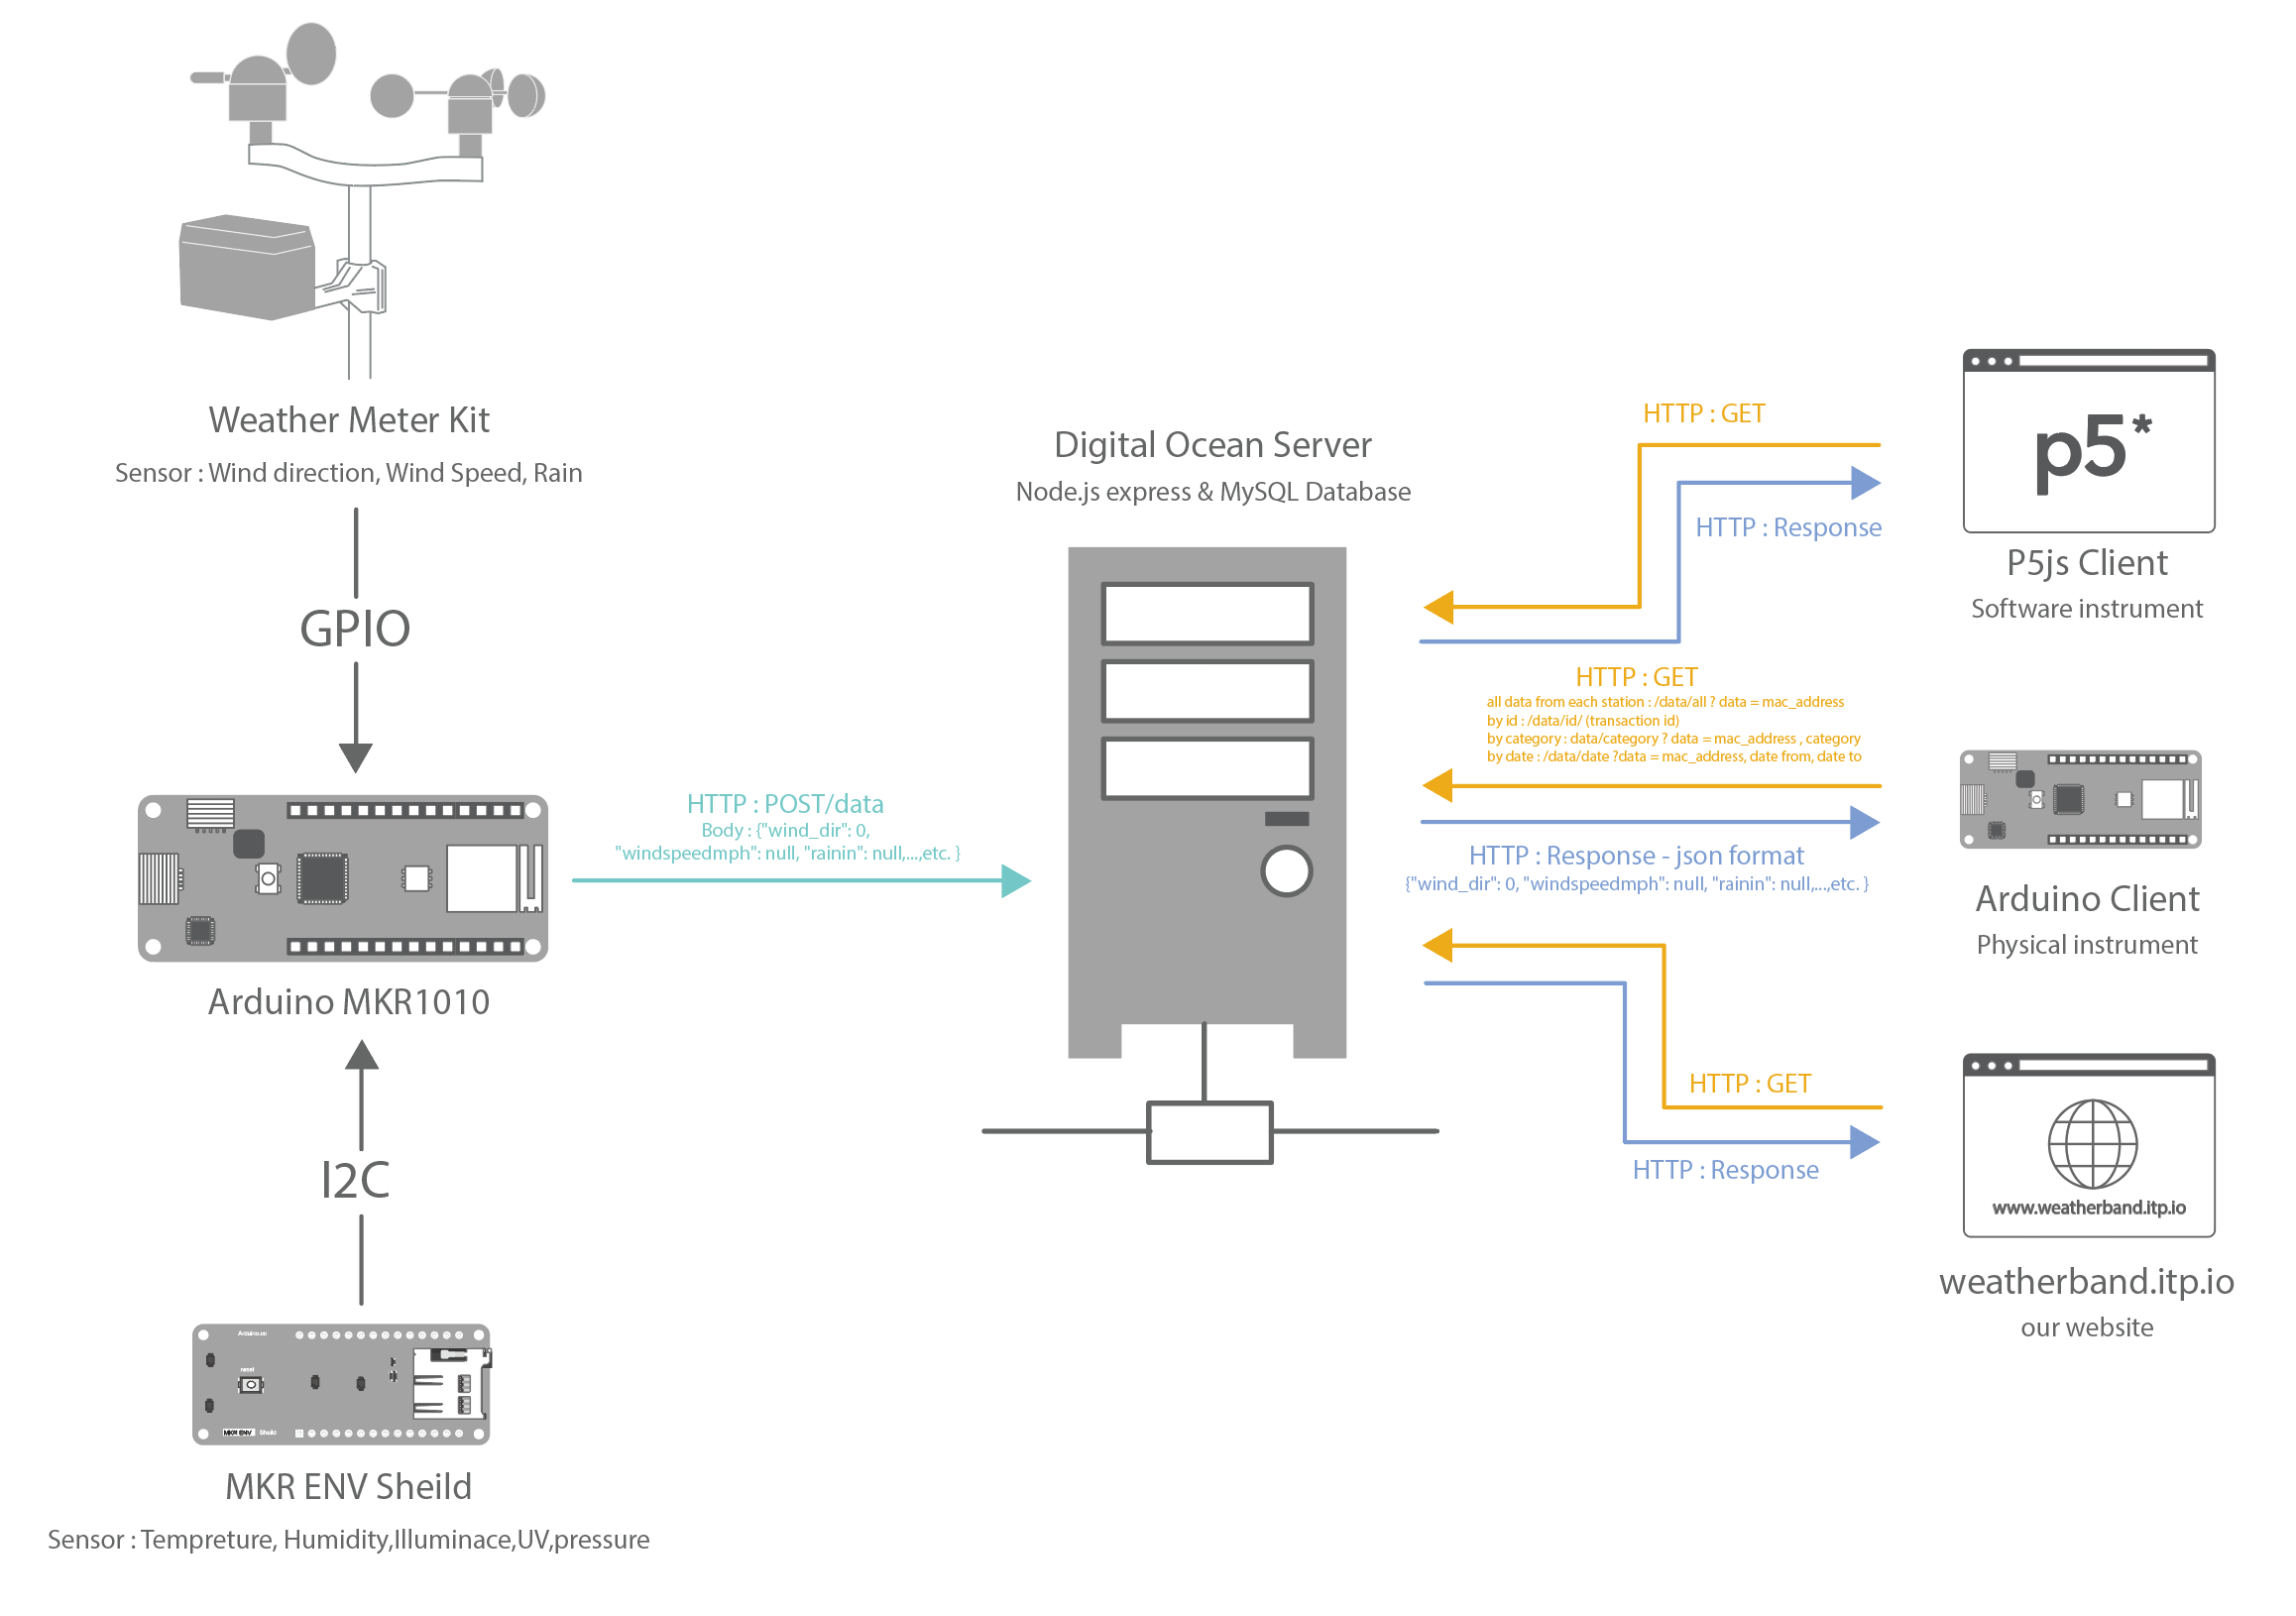 Weather Meter Kit
Sensor : Wind direction, Wind Speed, Rain
GPIO
Arduino MKR1010
I2C
Arduino.cc
reset
MKR ENV Sheild
MKR ENV Sheild
Sensor : Tempreture, Humidity,Illuminace,UV,pressure
HTTP : POST/data
Body : {"wind_dir": 0,
"windspeedmph": null, "rainin": null,...,etc. }
Digital Ocean Server
Node.js express & MySQL Database
HTTP : GET
HTTP : Response
HTTP : GET
all data from each station : /data/all ? data = mac_address
by id : /data/id/ (transaction id)
by category : data/category ? data = mac_address , category
by date : /data/date ?data = mac_address, date from, date to
HTTP : Response - json format
{"wind_dir": 0, "windspeedmph": null, "rainin": null,...,etc. }
HTTP : GET
HTTP : Response
p5*
P5js Client
Software instrument
Arduino Client
Physical instrument
www.weatherband.itp.io
weatherband.itp.io
our website